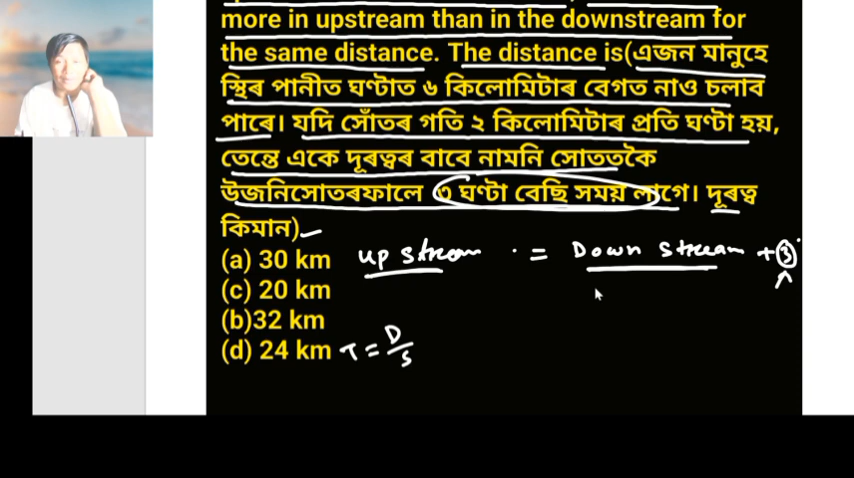 more in upstream than in the downstream for
the same distance. The distance is(এজন মানুহে
স্থিৰ পানীত ঘণ্টাত ৬ কিলোমিটাৰ বেগত নাও চলাব
পাৰে। যদি সোঁতৰ গতি ২ কিলোমিটাৰ প্ৰতি ঘণ্টা হয়,
তেন্তে একে দূৰত্বৰ বাবে নামনি সোততকৈ
উজনিসোতৰফালে ৩ ঘণ্টা বেছি সময় লাগে। দূৰত্ব
কিমান)
(a) 30 km up stream = Down stream + 3
(c) 20 km
(b)32 km
(d) 24 km T = D/S